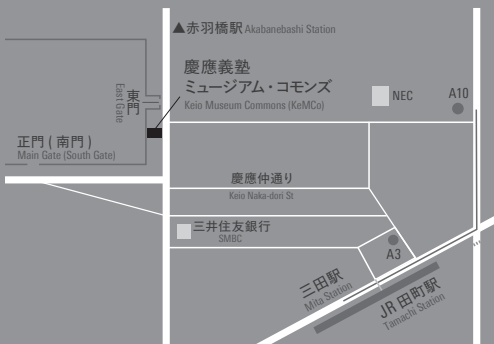 ▲赤羽橋駅 Akabanebashi Station
慶應義塾
ミュージアム・コモンズ
Keio Museum Commons (KeMCo)
NEC
A10
東門
East Gate
正門 ( 南門 )
Main Gate (South Gate)
慶應仲通り
Keio Naka-dori St
三井住友銀行
SMBC
A3
三田駅
Mita Station
JR 田町駅
Tamachi Station